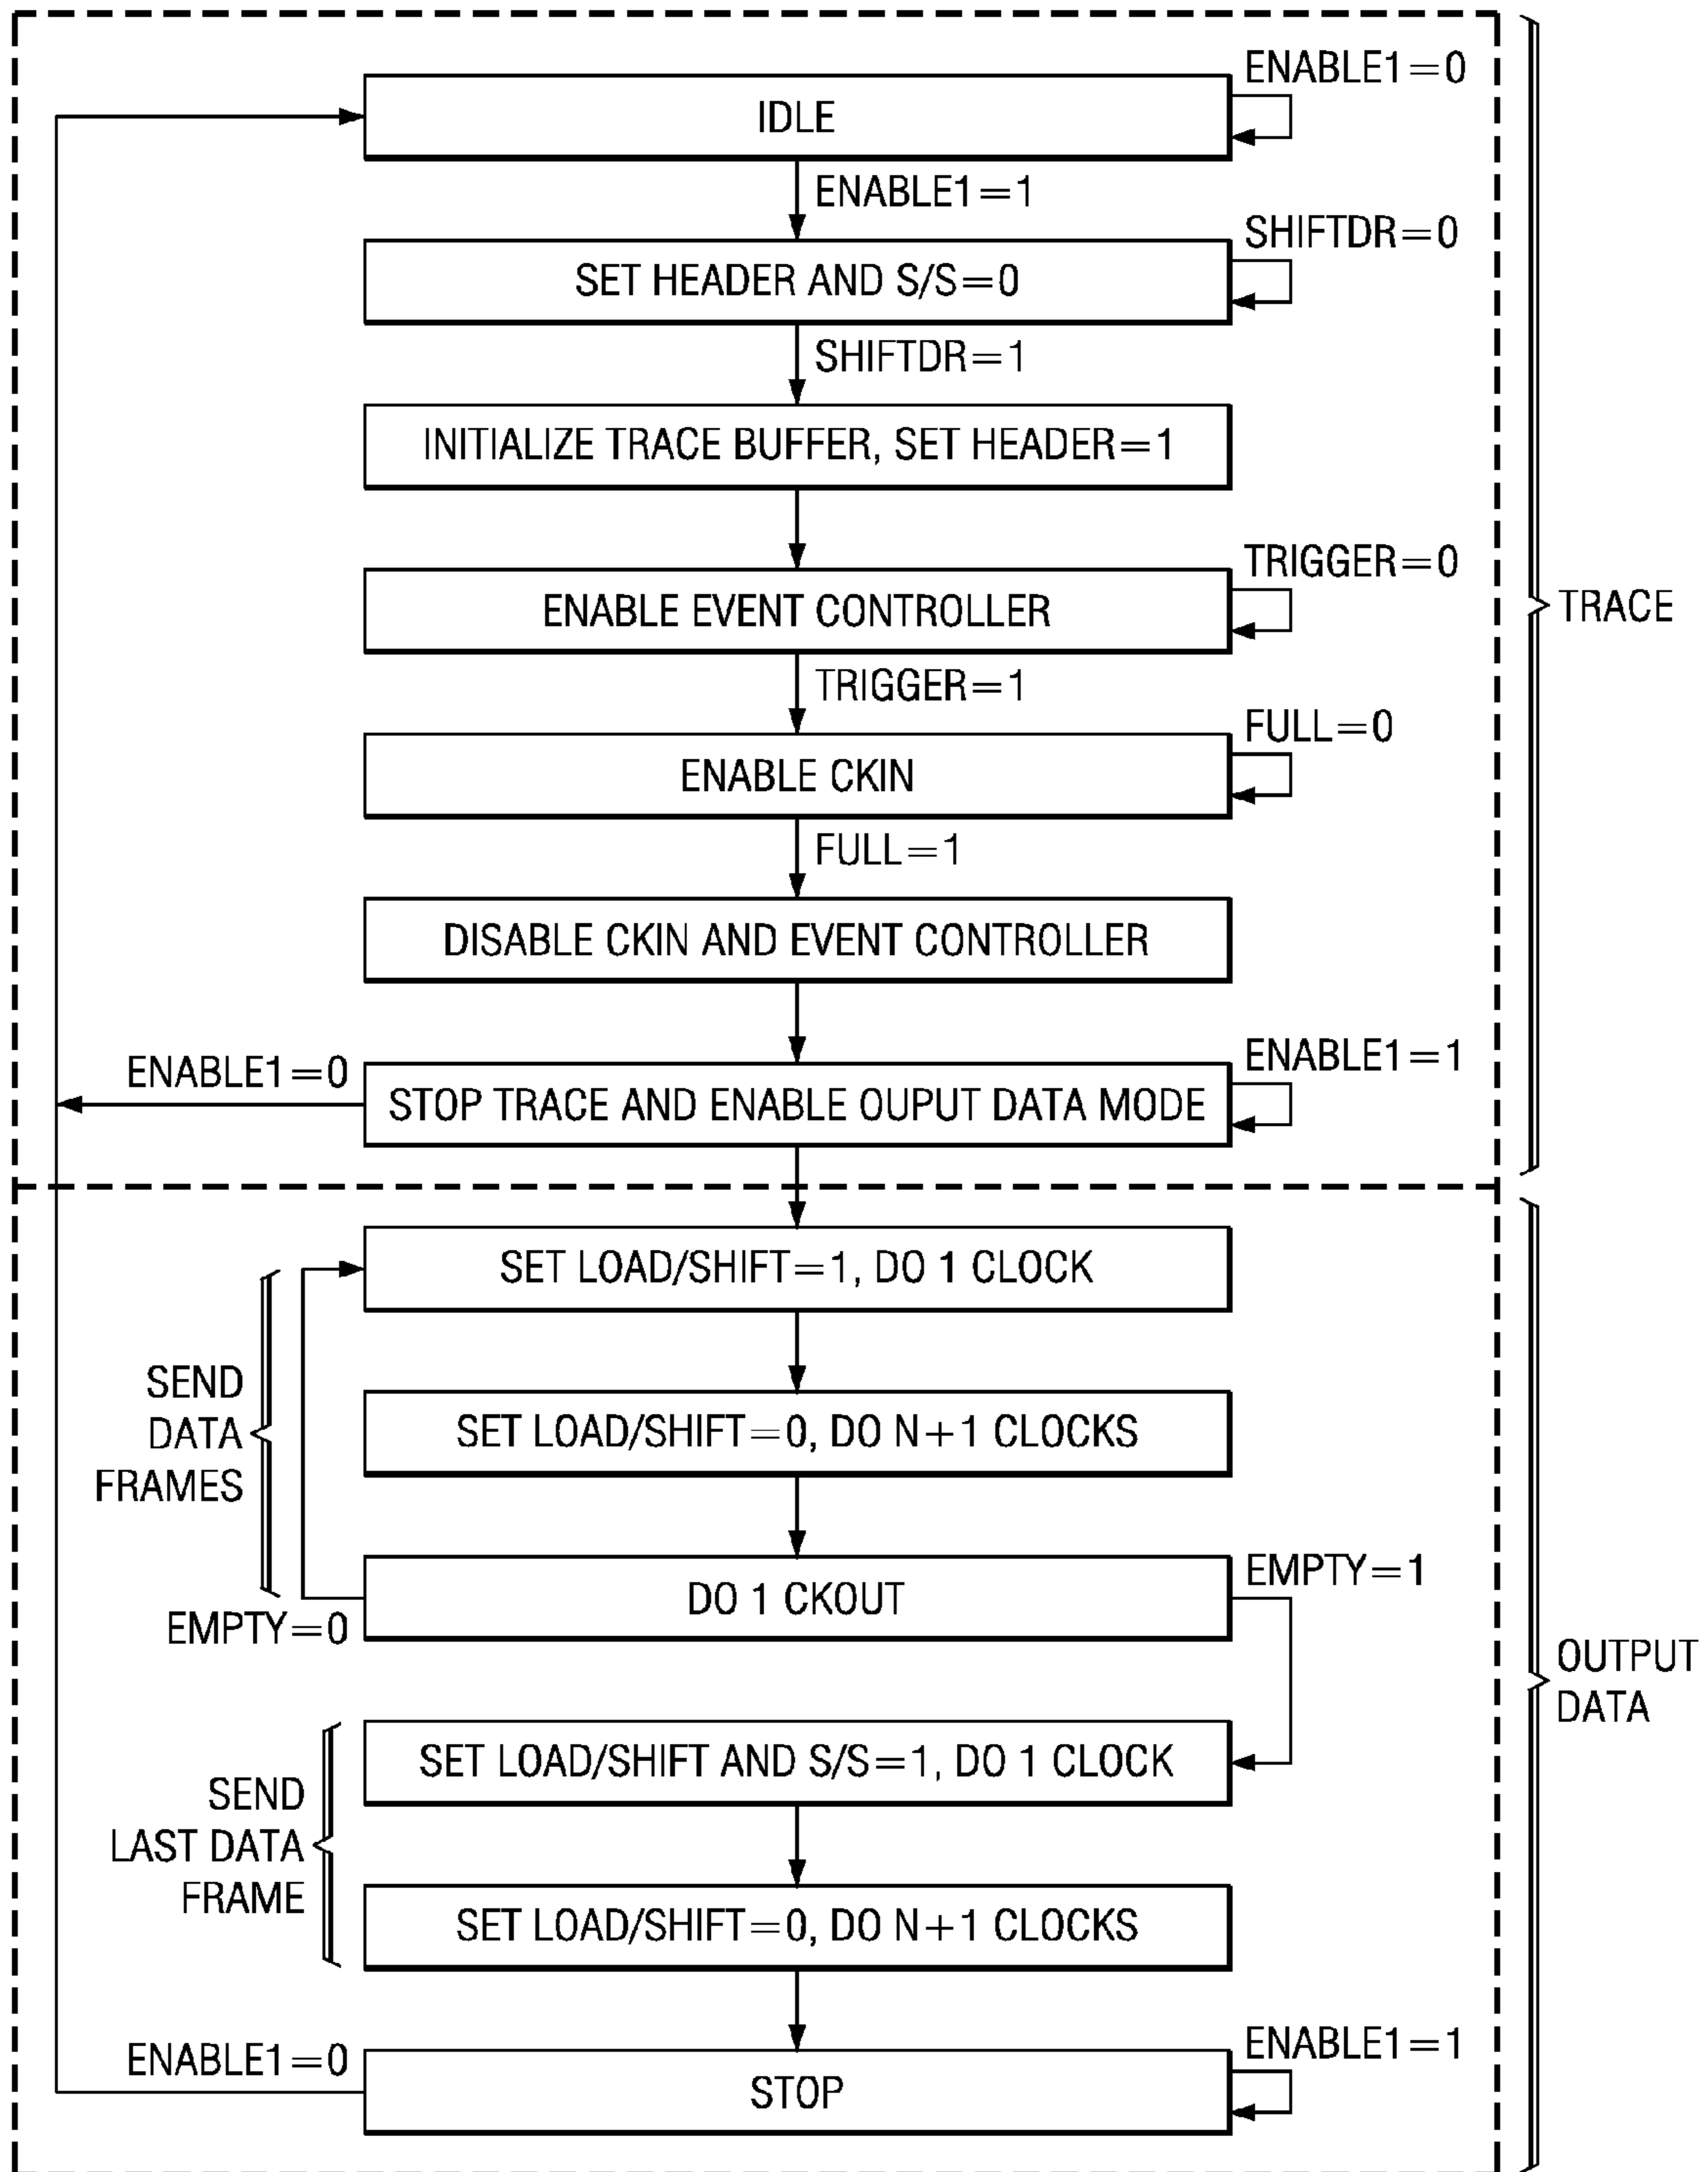 ENABLE1=0
IDLE
ENABLE1=1
SHIFTDR=0
SET HEADER AND S/S=0
SHIFTDR=1
INITIALIZE TRACE BUFFER, SET HEADER=1
TRIGGER=0
ENABLE EVENT CONTROLLER
TRACE
TRIGGER=1
FULL=0
ENABLE CKIN
FULL=1
DISABLE CKIN AND EVENT CONTROLLER
ENABLE1=1
ENABLE1=0
STOP TRACE AND ENABLE OUPUT DATA MODE
SET LOAD/SHIFT=1, DO 1 CLOCK
SEND
DATA
FRAMES
SET LOAD/SHIFT=0, DO N+1 CLOCKS
EMPTY=1
DO 1 CKOUT
EMPTY=0
OUTPUT
DATA
SET LOAD/SHIFT AND S/S=1, DO 1 CLOCK
SEND
LAST DATA
FRAME
SET LOAD/SHIFT=0, DO N+1 CLOCKS
ENABLE1=1
ENABLE1=0
STOP